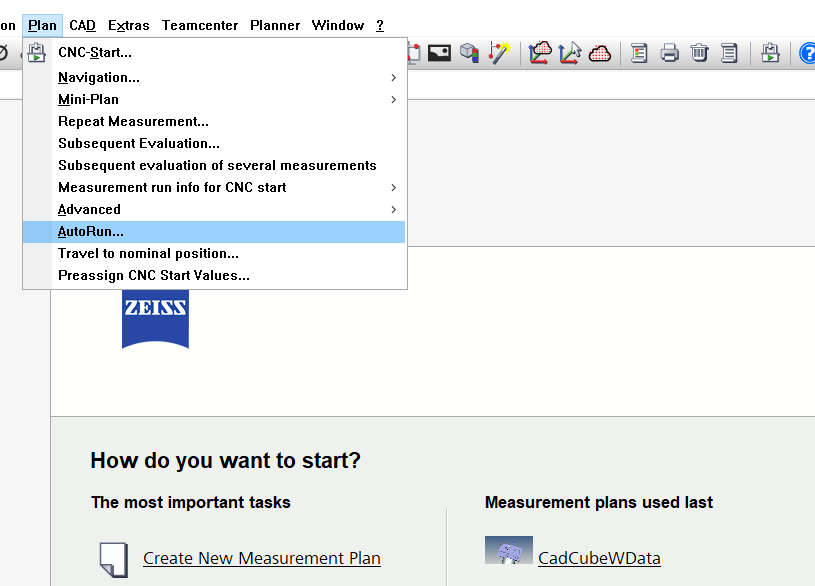 on Plan CAD Extras Teamcenter Planner Window ?
CNC-Start...
Navigation...
Mini-Plan
Repeat Measurement...
Subsequent Evaluation...
Subsequent evaluation of several measurements
Measurement run info for CNC start
Advanced
AutoRun...
Travel to nominal position...
Preassign CNC Start Values...
ZEISS
How do you want to start?
The most important tasks
Measurement plans used last
Create New Measurement Plan
CadCubeWData